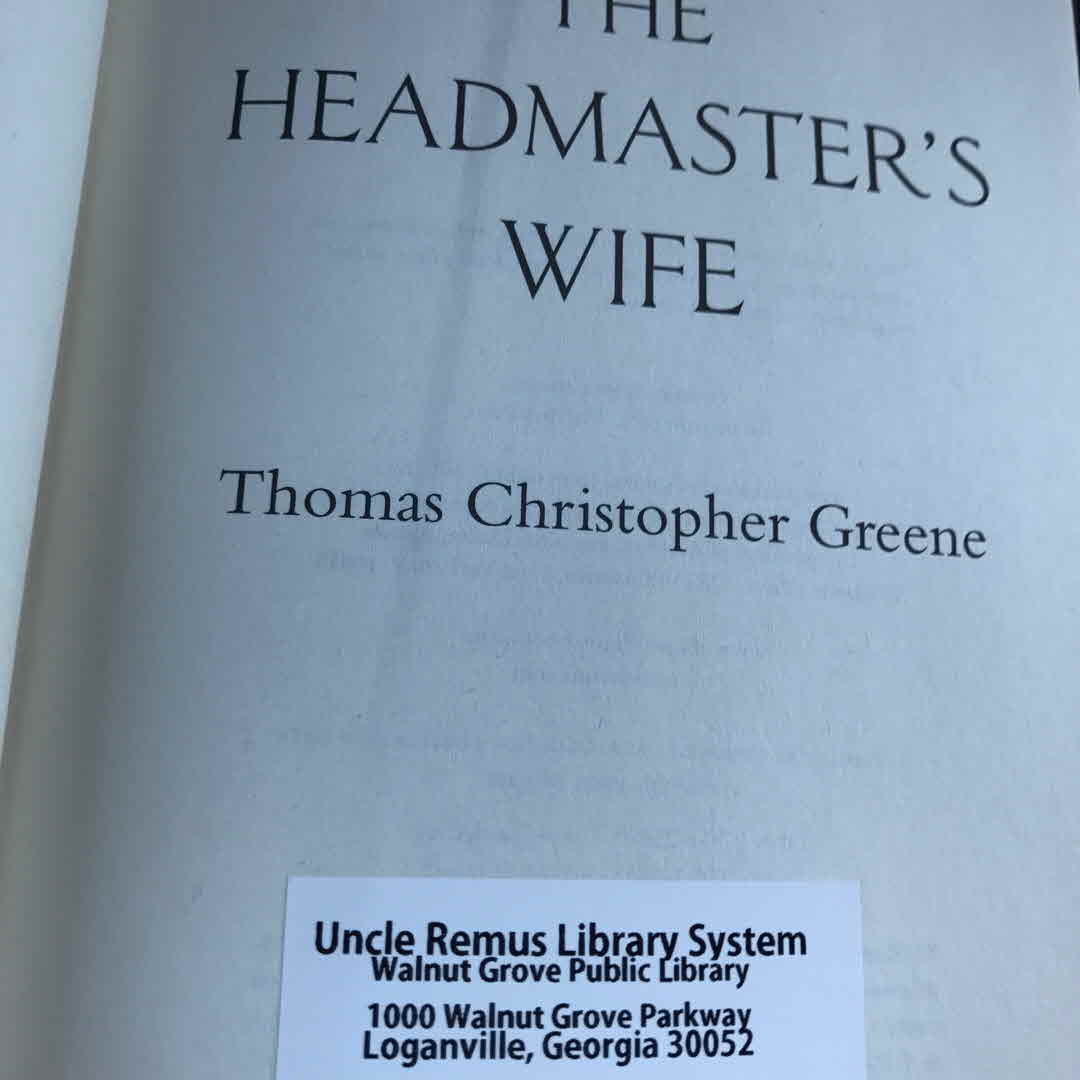 THE
HEADMASTER'S
WIFE
Thomas Christopher Greene
Uncle Remus Library System
Walnut Grove Public Library
1000 Walnut Grove Parkway
Loganville, Georgia 30052